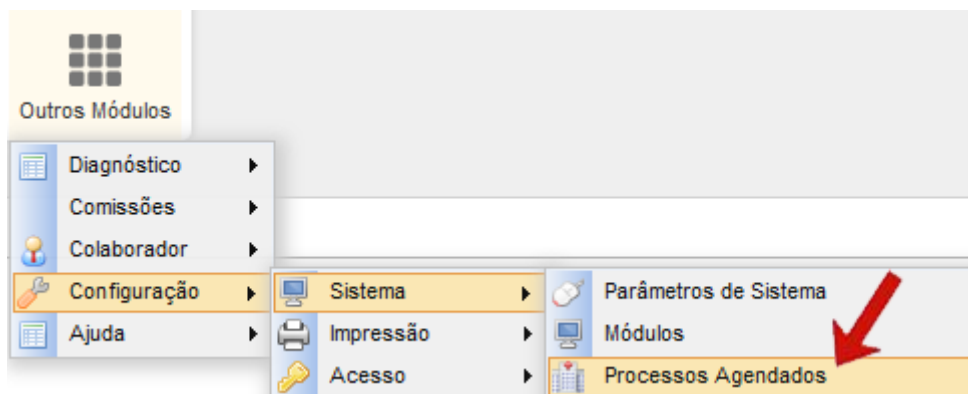 Outros Módulos
Diagnóstico
Comissões
Colaborador
Configuração
Ajuda
Sistema
Impressão
Acesso
Parâmetros de Sistema
Módulos
Processos Agendados